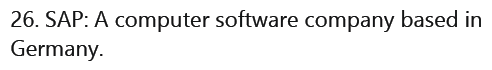 26. SAP: A computer software company based in
Germany.